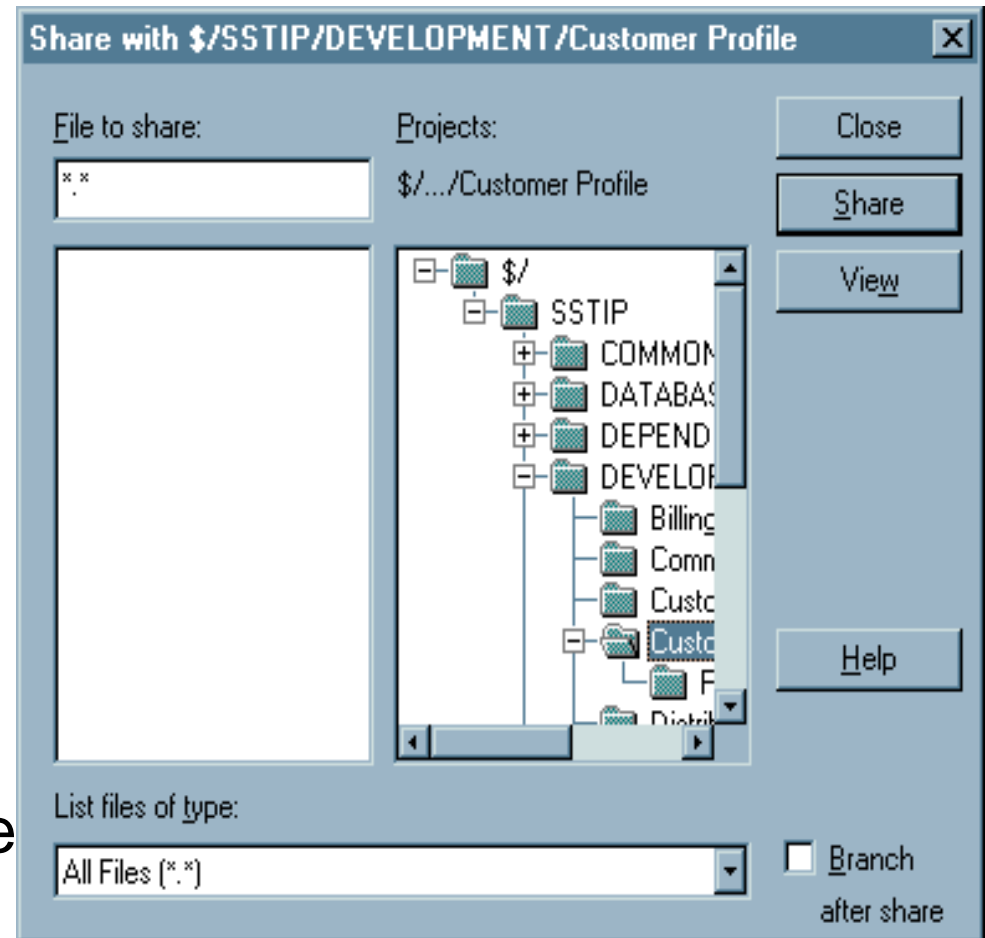 Share with $/SSTIP/DEVELOPMENT/Customer Profile
File to share:
Projects:
Close
*.*
$/.../Customer Profile
Share
View
$/
SSTIP
COMMON
DATABAS
DEPEND
DEVELOP
Billing
Comm
Custo
Custo
F
Distrib
Help
List files of type:
e
All Files (*.*)
Branch
after share